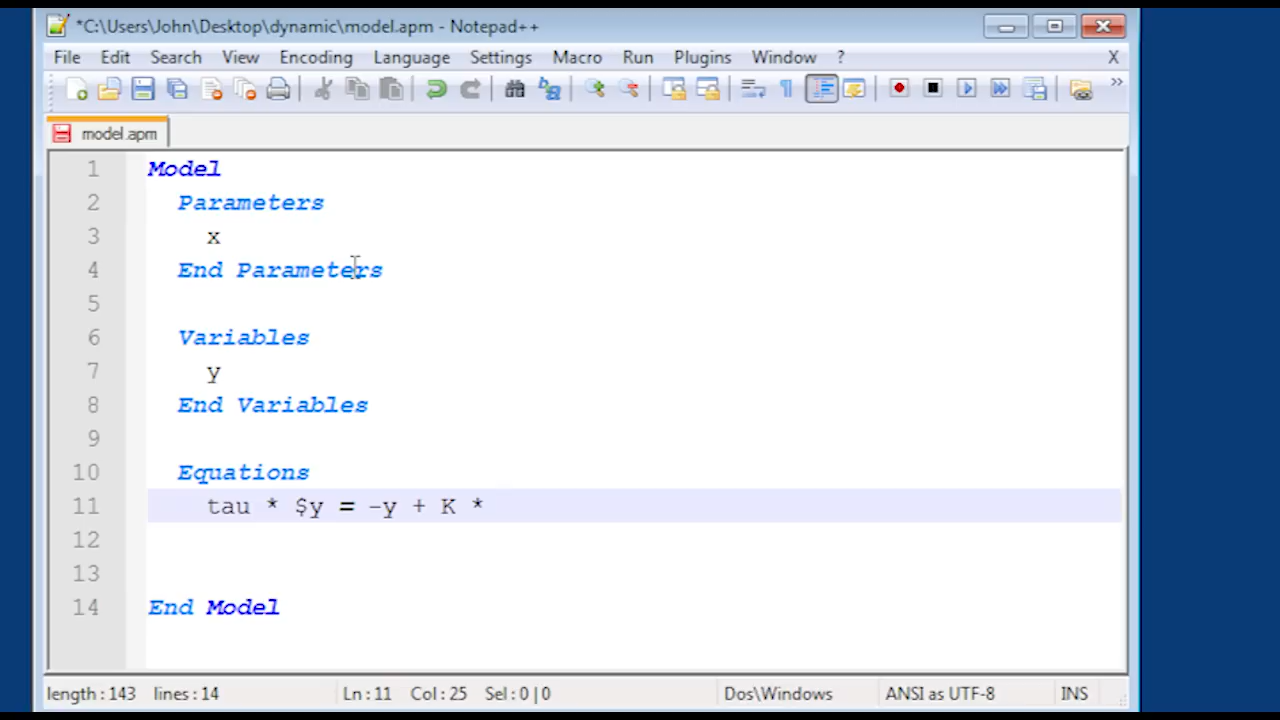 *C:\Users\John\Desktop\dynamic\model.apm - Notepad++
File Edit Search View Encoding Language Settings Macro Run Plugins Window ? X
model.apm
1 Model
2 Parameters
3 x
4 End Parameters
5
6 Variables
7 y
8 End Variables
9
10 Equations
11 tau * $y = -y + K *
12
13
14 End Model
length : 143 lines : 14 Ln : 11 Col : 25 Sel : 0 | 0 Dos\Windows ANSI as UTF-8 INS